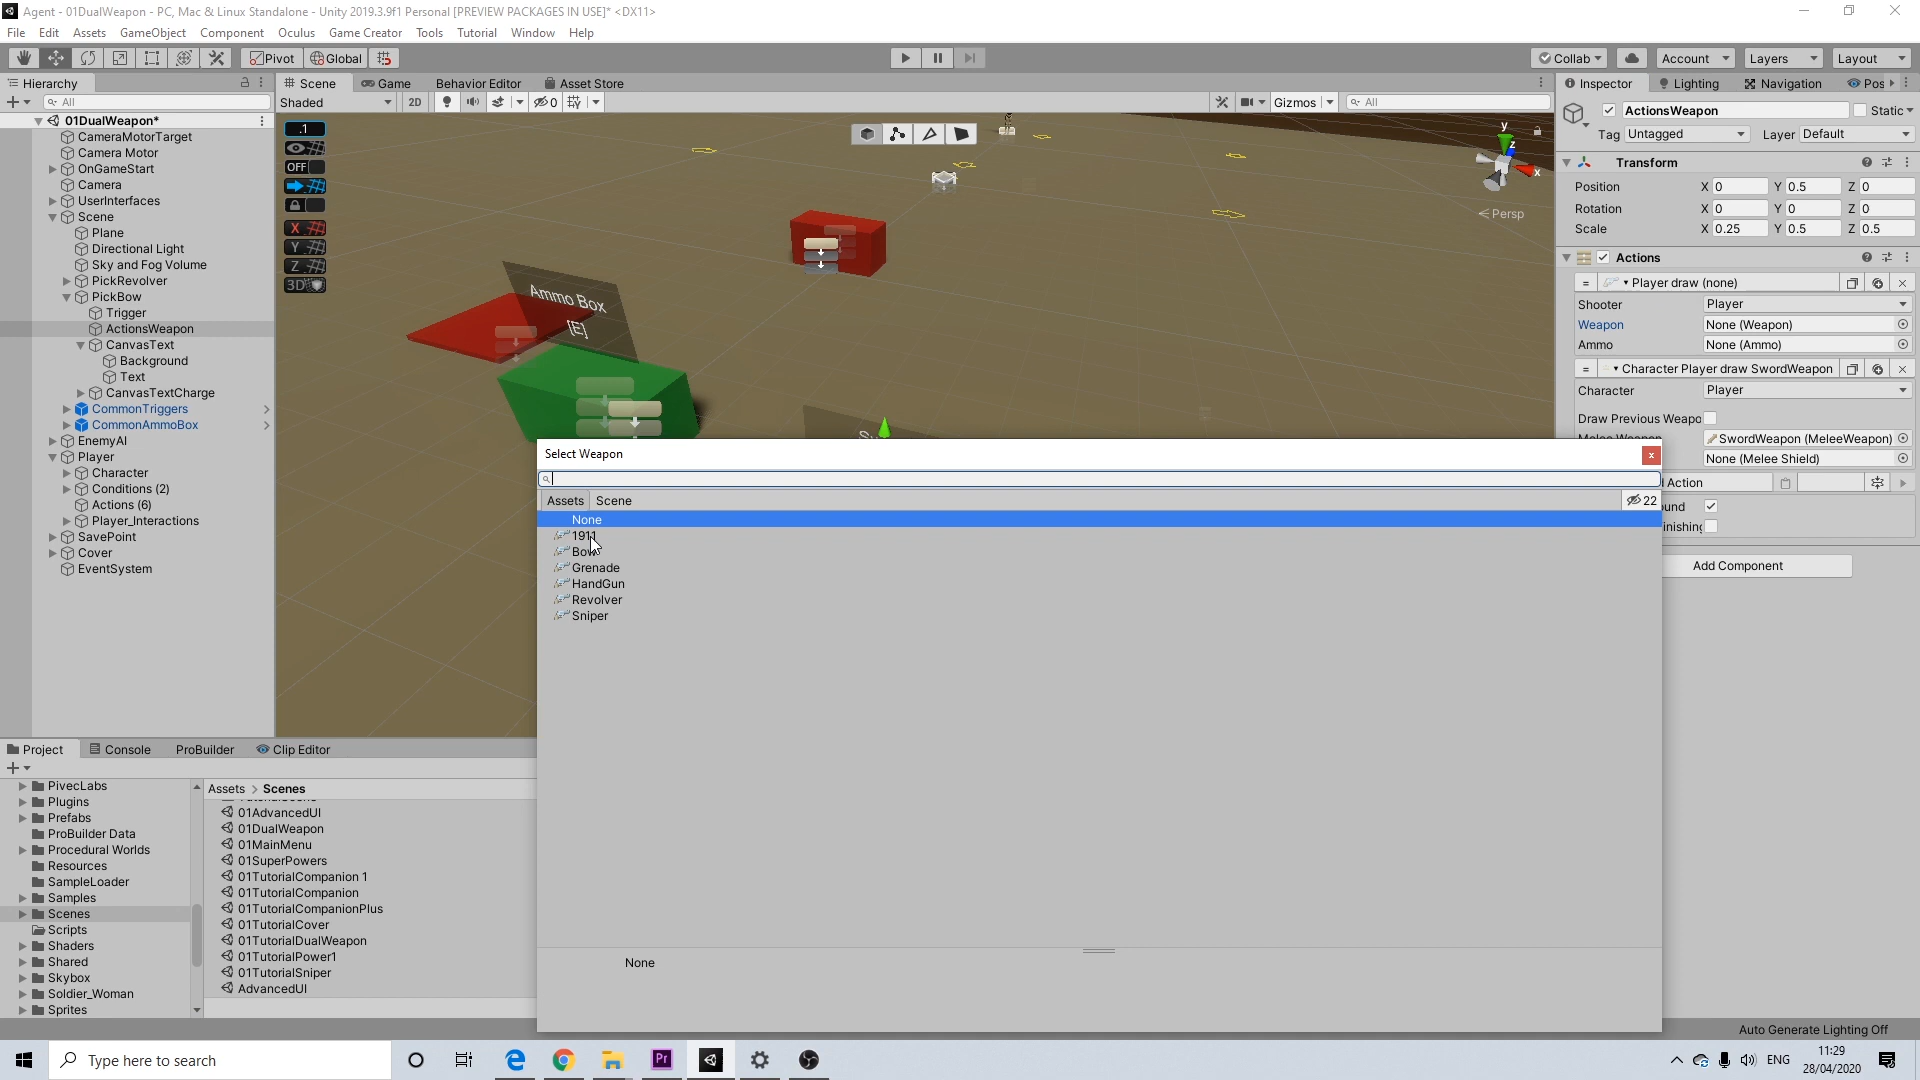 Agent - 01DualWeapon - PC, Mac & Linux Standalone - Unity 2019.3.9f1 Personal [PREVIEW PACKAGES IN USE]* <DX11>
File Edit Assets GameObject Component Oculus Game Creator Tools Tutorial Window Help
Pivot Global Collab Account Layers Layout
Hierarchy Scene Game Behavior Editor Asset Store Inspector Lighting Navigation Pos
All Shaded 2D 0 Gizmos All ActionsWeapon Static
Tag Untagged Layer Default
01DualWeapon*
CameraMotorTarget
Camera Motor
OnGameStart
Camera
UserInterfaces
Scene
Plane
Directional Light
Sky and Fog Volume
PickRevolver
PickBow
Trigger
ActionsWeapon
CanvasText
Background
Text
CanvasTextCharge
CommonTriggers
CommonAmmoBox
EnemyAI
Player
Character
Conditions (2)
Actions (6)
Player_Interactions
SavePoint
Cover
EventSystem
.1
OFF
X
Y
Z
3D
Ammo Box
[E]
y
z
x
Persp
Transform
Position X 0 Y 0.5 Z 0
Rotation X 0 Y 0 Z 0
Scale X 0.25 Y 0.5 Z 0.5
Actions
Player draw (none)
Shooter Player
Weapon None (Weapon)
Ammo None (Ammo)
Character Player draw SwordWeapon
Character Player
Draw Previous Weapo
SwordWeapon (MeleeWeapon)
None (Melee Shield)
Action
Add Component
Select Weapon
Assets Scene 22
None
1911
Bow
Grenade
HandGun
Revolver
Sniper
None
Project Console ProBuilder Clip Editor
PivecLabs
Plugins
Prefabs
ProBuilder Data
Procedural Worlds
Resources
SampleLoader
Samples
Scenes
Scripts
Shaders
Shared
Skybox
Soldier_Woman
Sprites
Assets > Scenes
01AdvancedUI
01DualWeapon
01MainMenu
01SuperPowers
01TutorialCompanion 1
01TutorialCompanion
01TutorialCompanionPlus
01TutorialCover
01TutorialDualWeapon
01TutorialPower1
01TutorialSniper
AdvancedUI
Auto Generate Lighting Off
Type here to search
Pr
ENG
11:29
28/04/2020